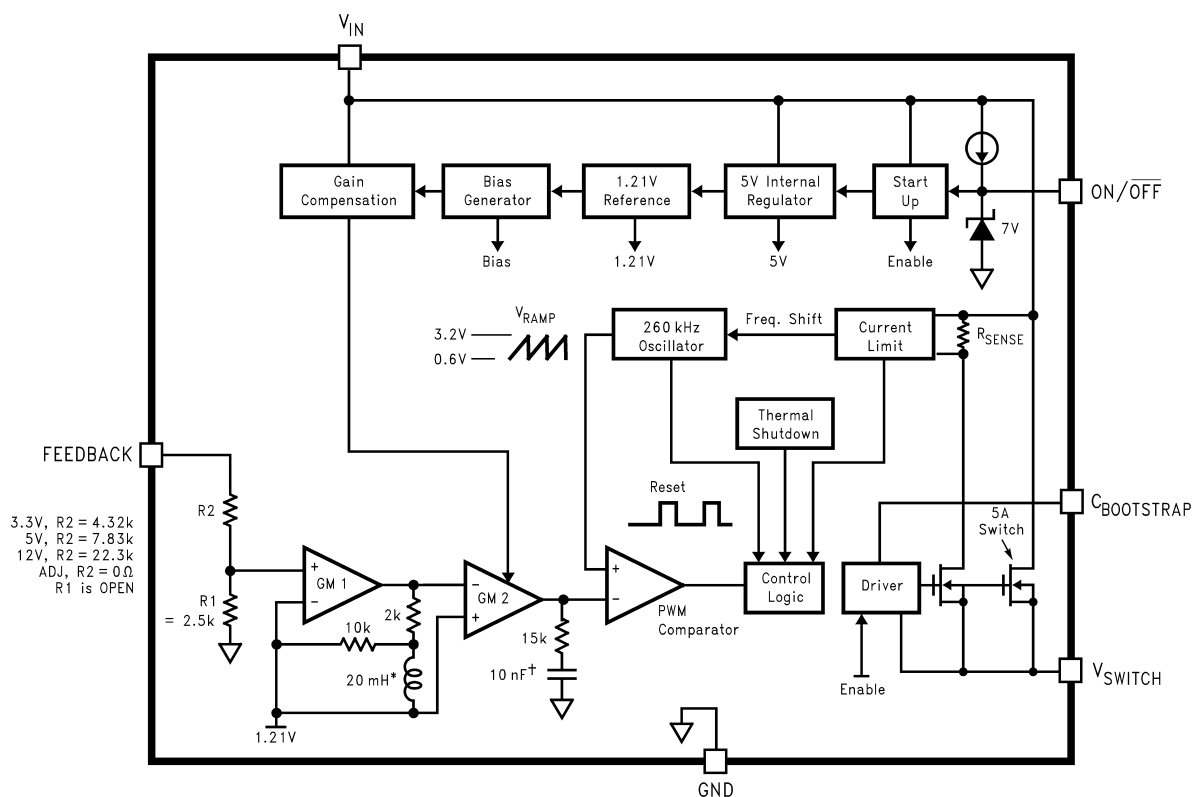 V_IN
Gain
Compensation
Bias
Generator
1.21V
Reference
5V Internal
Regulator
Start
Up
ON/O̅F̅F̅
7V
Bias
1.21V
5V
Enable
V_RAMP
3.2V
0.6V
260 kHz
Oscillator
Freq. Shift
Current
Limit
R_SENSE
Thermal
Shutdown
FEEDBACK
Reset
R2
3.3V, R2 = 4.32k
5V, R2 = 7.83k
12V, R2 = 22.3k
ADJ, R2 = 0Ω
R1 is OPEN
R1
= 2.5k
C_BOOTSTRAP
5A
Switch
+
GM 1
−
−
GM 2
+
+
−
PWM
Comparator
Control
Logic
Driver
2k
10k
20 mH*
15k
10 nF†
1.21V
Enable
V_SWITCH
GND